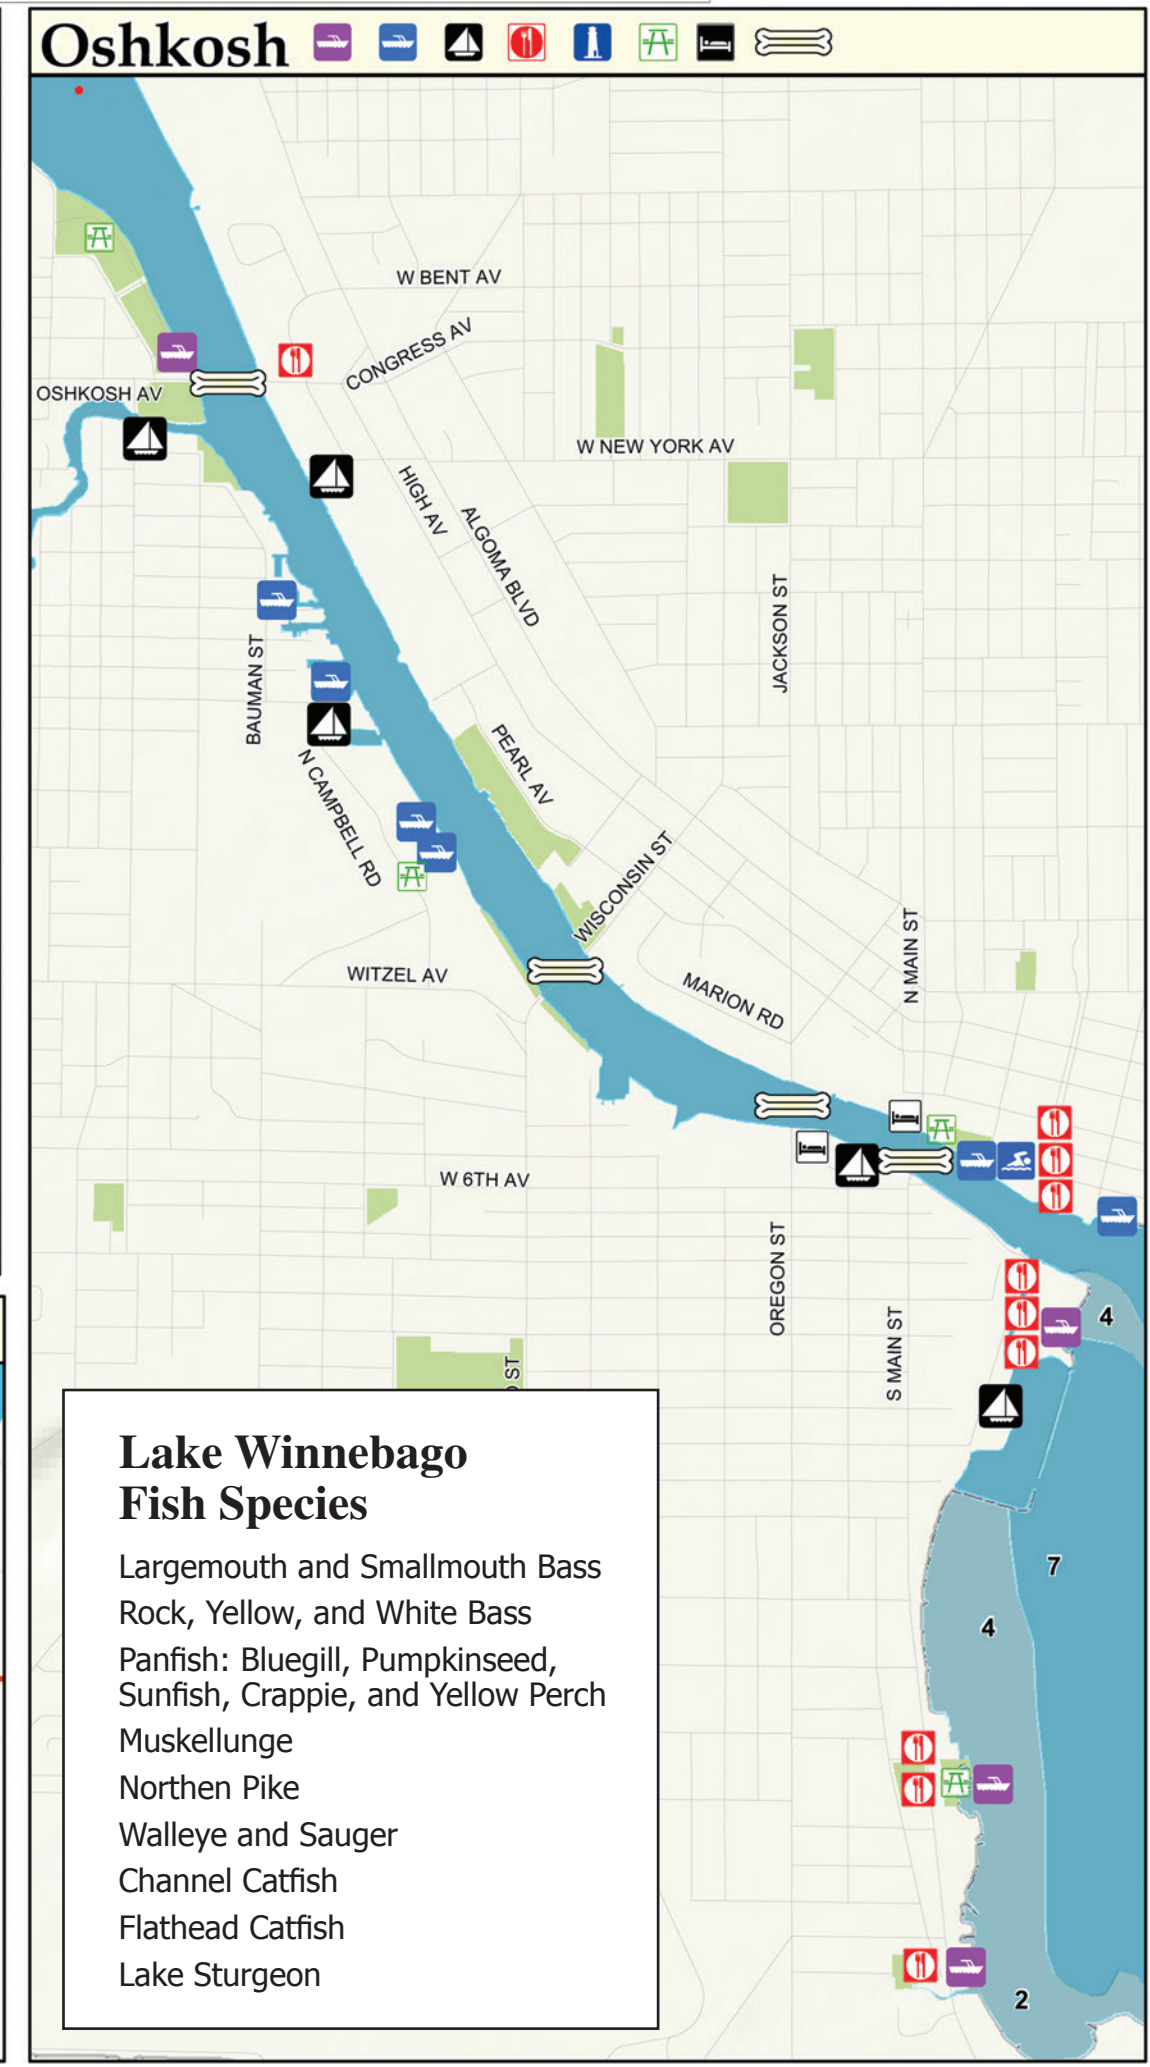 Oshkosh
W BENT AV
CONGRESS AV
OSHKOSH AV
W NEW YORK AV
HIGH AV
ALGOMA BLVD
JACKSON ST
BAUMAN ST
PEARL AV
N CAMPBELL RD
WISCONSIN ST
N MAIN ST
WITZEL AV
MARION RD
W 6TH AV
OREGON ST
S MAIN ST
4
ST
Lake Winnebago
Fish Species
Largemouth and Smallmouth Bass
Rock, Yellow, and White Bass
Panfish: Bluegill, Pumpkinseed,
Sunfish, Crappie, and Yellow Perch
Muskellunge
Northen Pike
Walleye and Sauger
Channel Catfish
Flathead Catfish
Lake Sturgeon
7
4
2